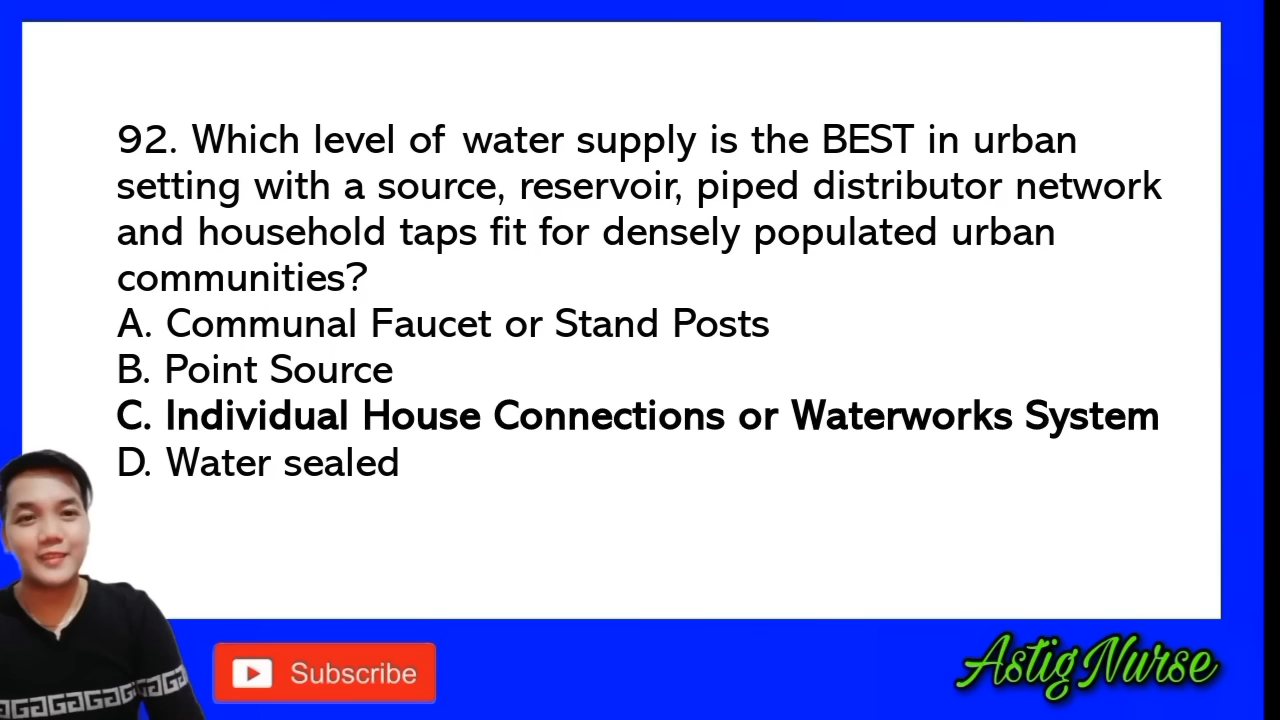 92. Which level of water supply is the BEST in urban
setting with a source, reservoir, piped distributor network
and household taps fit for densely populated urban
communities?
A. Communal Faucet or Stand Posts
B. Point Source
C. Individual House Connections or Waterworks System
D. Water sealed
Subscribe
Astig Nurse